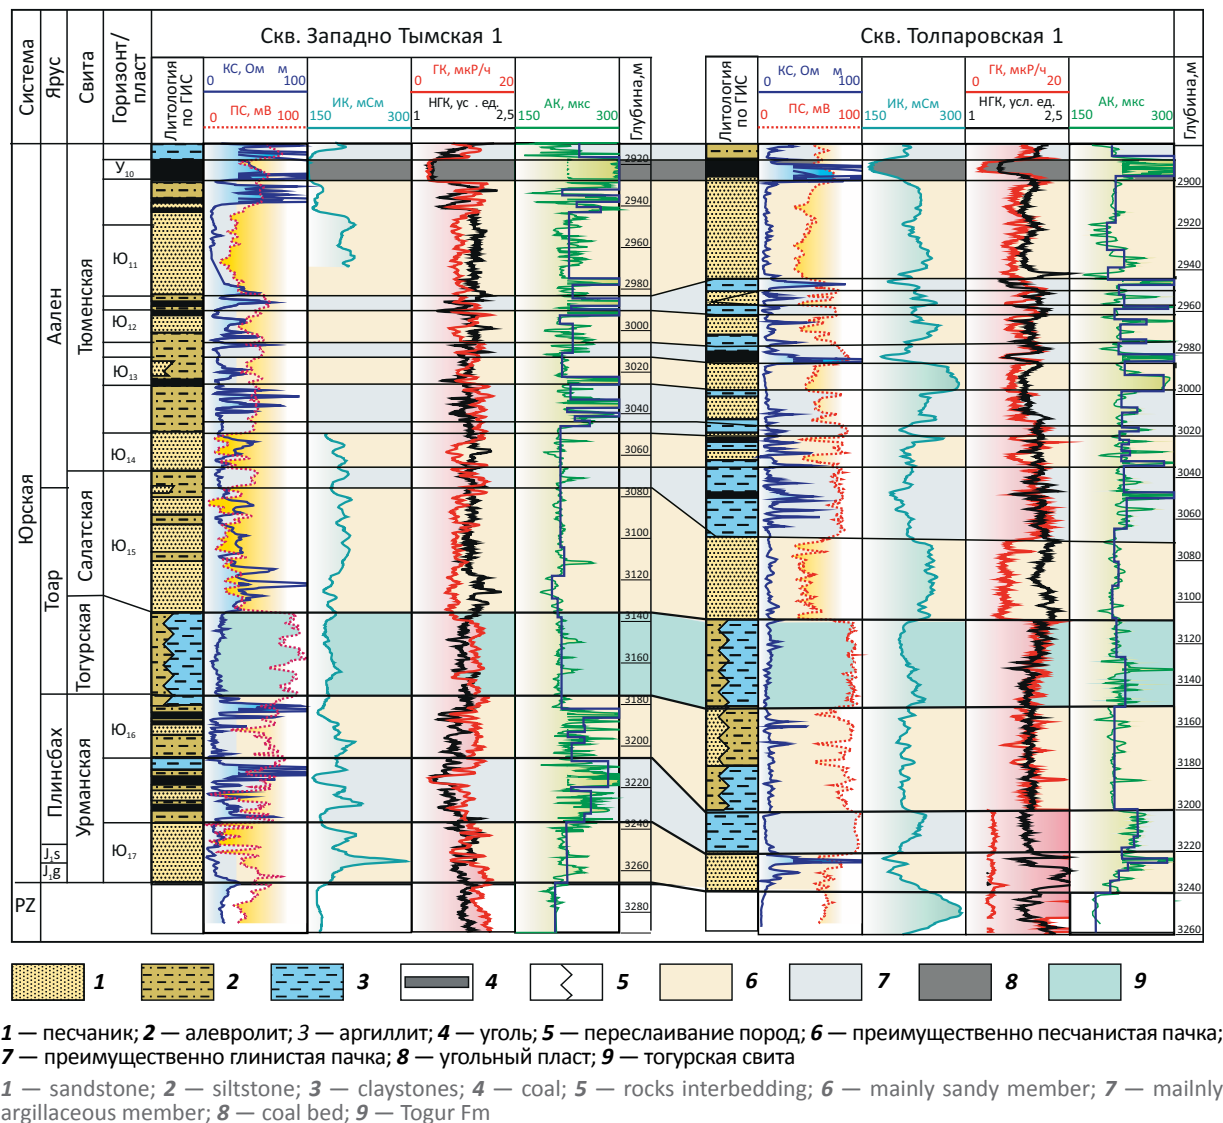 Скв. Западно Тымская 1
Скв. Толпаровская 1
Система
Ярус
Свита
Горизонт/
пласт
Литология
по ГИС
КС, Ом м
0
100
ПС, мВ
0
100
ИК, мСм
150
300
ГК, мкР/ч
0
20
НГК, ус . ед.
1
2,5
АК, мкс
150
300
Глубина,м
Литология
по ГИС
КС, Ом м
0
100
ПС, мВ
0
100
ИК, мСм
150
300
ГК, мкР/ч
0
20
НГК, усл. ед.
1
2,5
АК, мкс
150
300
Глубина,м
Юрская
PZ
Аален
Тоар
Плинсбах
J₁s
J₁g
Тюменская
Салатская
Тогурская
Урманская
У₁₀
Ю₁₁
Ю₁₂
Ю₁₃
Ю₁₄
Ю₁₅
Ю₁₆
Ю₁₇
2920
2940
2960
2980
3000
3020
3040
3060
3080
3100
3120
3140
3160
3180
3200
3220
3240
3260
3280
2900
2920
2940
2960
2980
3000
3020
3040
3060
3080
3100
3120
3140
3160
3180
3200
3220
3240
3260
1 2 3 4 5 6 7 8 9
1 — песчаник; 2 — алевролит; 3 — аргиллит; 4 — уголь; 5 — переслаивание пород; 6 — преимущественно песчанистая пачка;
7 — преимущественно глинистая пачка; 8 — угольный пласт; 9 — тогурская свита
1 — sandstone; 2 — siltstone; 3 — claystones; 4 — coal; 5 — rocks interbedding; 6 — mainly sandy member; 7 — mailnly
argillaceous member; 8 — coal bed; 9 — Togur Fm